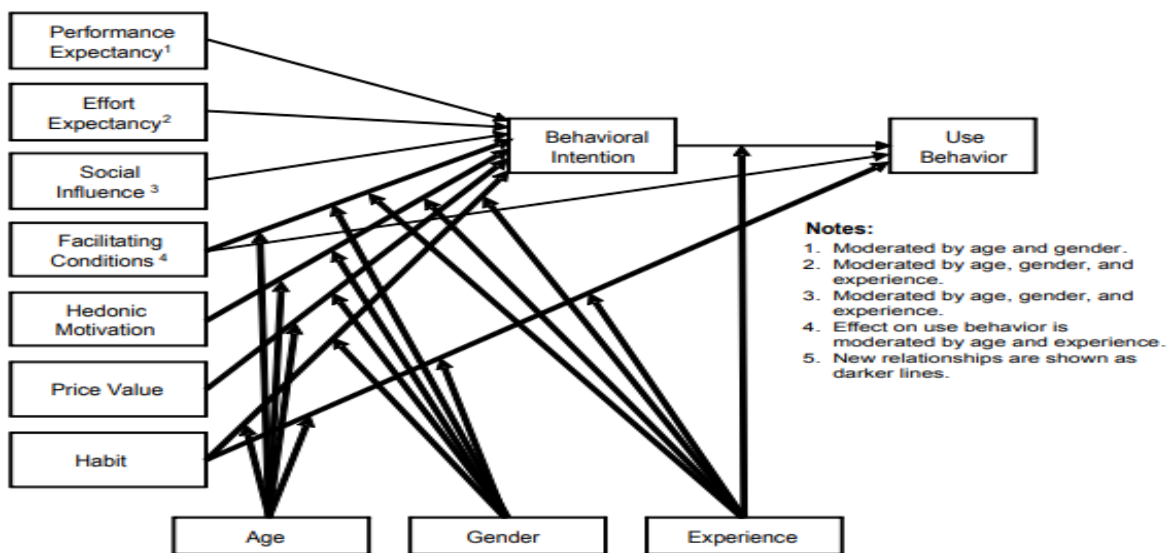 Performance
Expectancy¹
Effort
Expectancy²
Social
Influence ³
Facilitating
Conditions ⁴
Hedonic
Motivation
Price Value
Habit
Behavioral
Intention
Use
Behavior
Notes:
1. Moderated by age and gender.
2. Moderated by age, gender, and
experience.
3. Moderated by age, gender, and
experience.
4. Effect on use behavior is
moderated by age and experience.
5. New relationships are shown as
darker lines.
Age
Gender
Experience